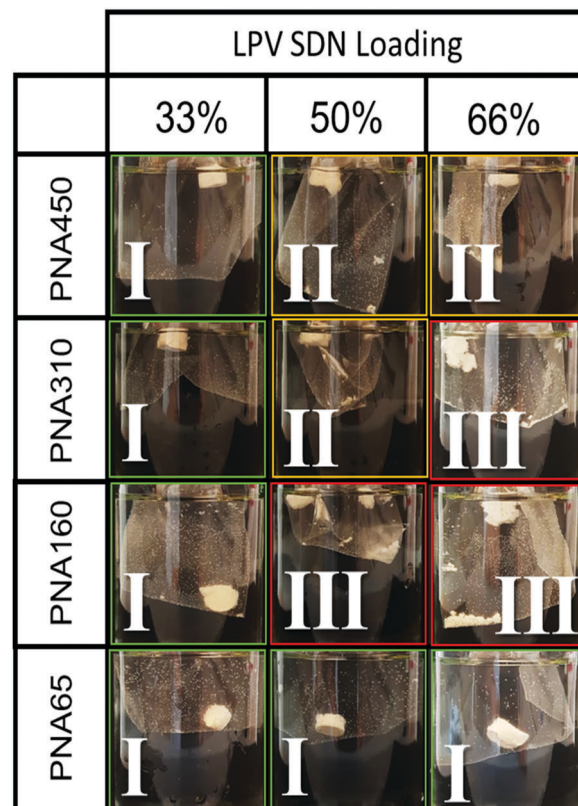 LPV SDN Loading
33% 50% 66%
PNA450 I II II
PNA310 I II III
PNA160 I III III
PNA65 I I I